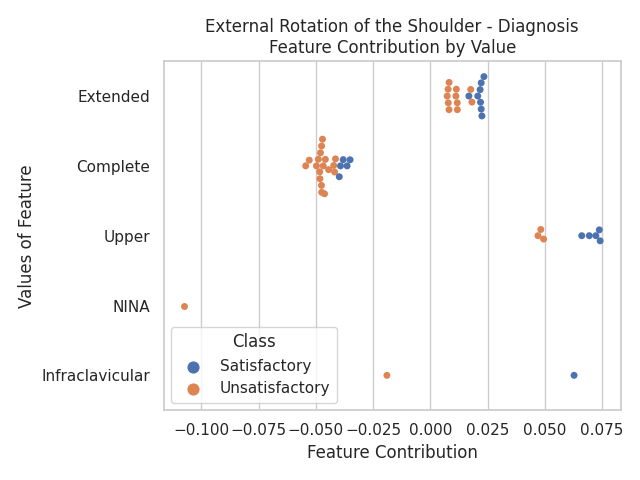 External Rotation of the Shoulder - Diagnosis
Feature Contribution by Value
Values of Feature
Extended
Complete
Upper
NINA
Infraclavicular
Class
Satisfactory
Unsatisfactory
−0.100 −0.075 −0.050 −0.025 0.000 0.025 0.050 0.075
Feature Contribution